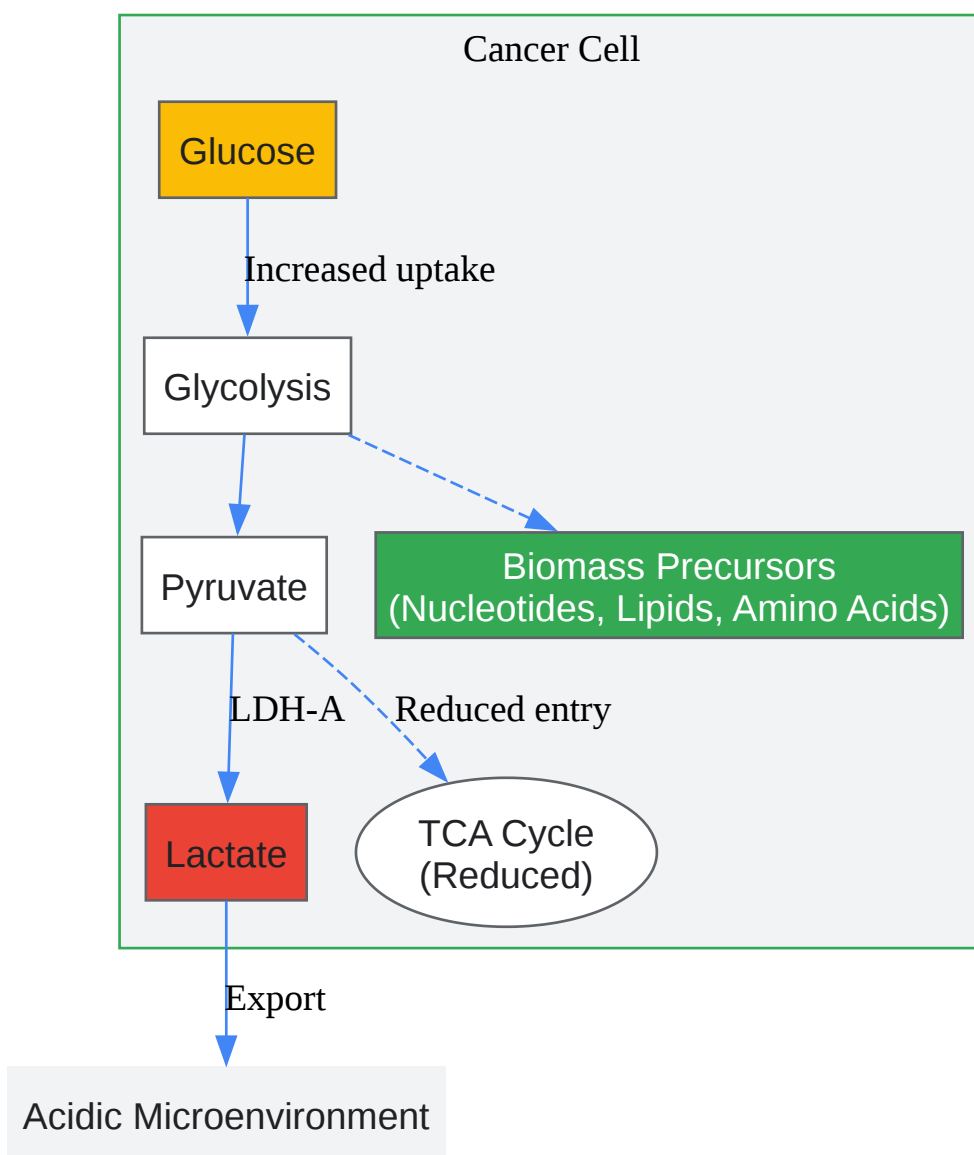 Cancer Cell
Glucose
Increased uptake
Glycolysis
Pyruvate
Biomass Precursors
(Nucleotides, Lipids, Amino Acids)
LDH-A
Reduced entry
Lactate
TCA Cycle
(Reduced)
Export
Acidic Microenvironment